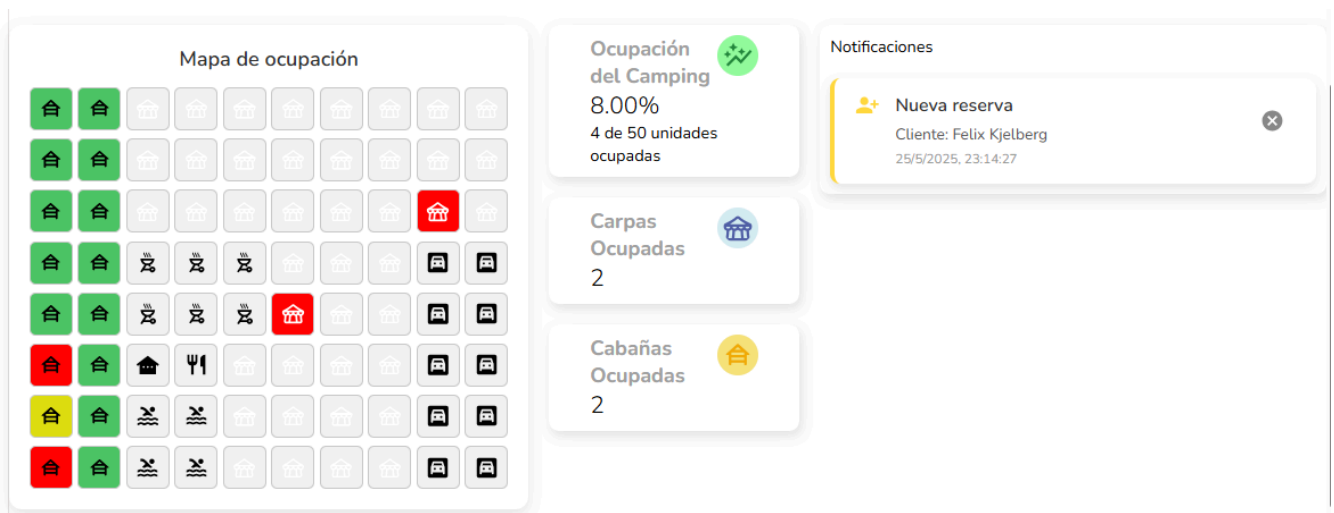 Mapa de ocupación
Ocupación
del Camping
8.00%
4 de 50 unidades
ocupadas
Carpas
Ocupadas
2
Cabañas
Ocupadas
2
Notificaciones
Nueva reserva
Cliente: Felix Kjelberg
25/5/2025, 23:14:27